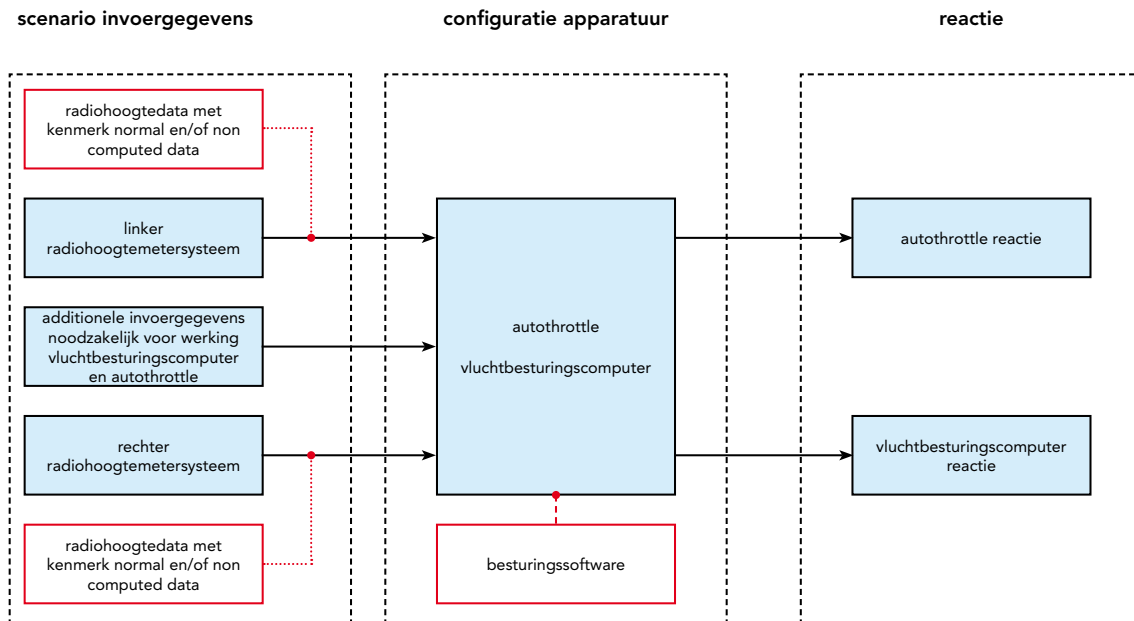 scenario invoergegevens
configuratie apparatuur
reactie
radiohoogtedata met
kenmerk normal en/of non
computed data
linker
radiohoogtemetersysteem
additionele invoergegevens
noodzakelijk voor werking
vluchtbesturingscomputer
en autothrottle
rechter
radiohoogtemetersysteem
radiohoogtedata met
kenmerk normal en/of non
computed data
autothrottle
vluchtbesturingscomputer
besturingssoftware
autothrottle reactie
vluchtbesturingscomputer
reactie